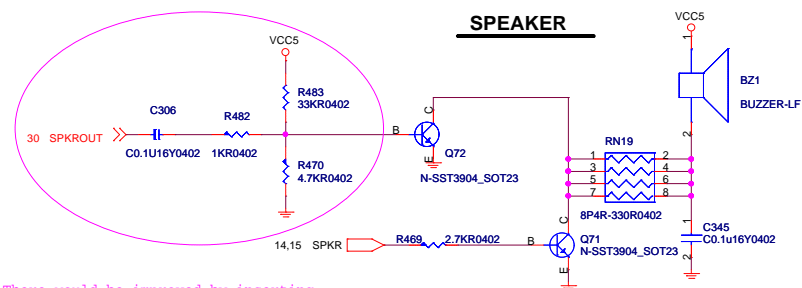 SPEAKER
VCC5
VCC5
1
R483
33KR0402
BZ1
BUZZER-LF
C306
R482
C
2
30 SPKROUT
B
Q72
RN19
C0.1U16Y0402
1KR0402
E
R470
4.7KR0402
N-SST3904_SOT23
1 2
3 4
5 6
7 8
8P4R-330R0402
C
1
C345
C0.1u16Y0402
14,15 SPKR
R469
2.7KR0402
B
Q71
N-SST3904_SOT23
E
2